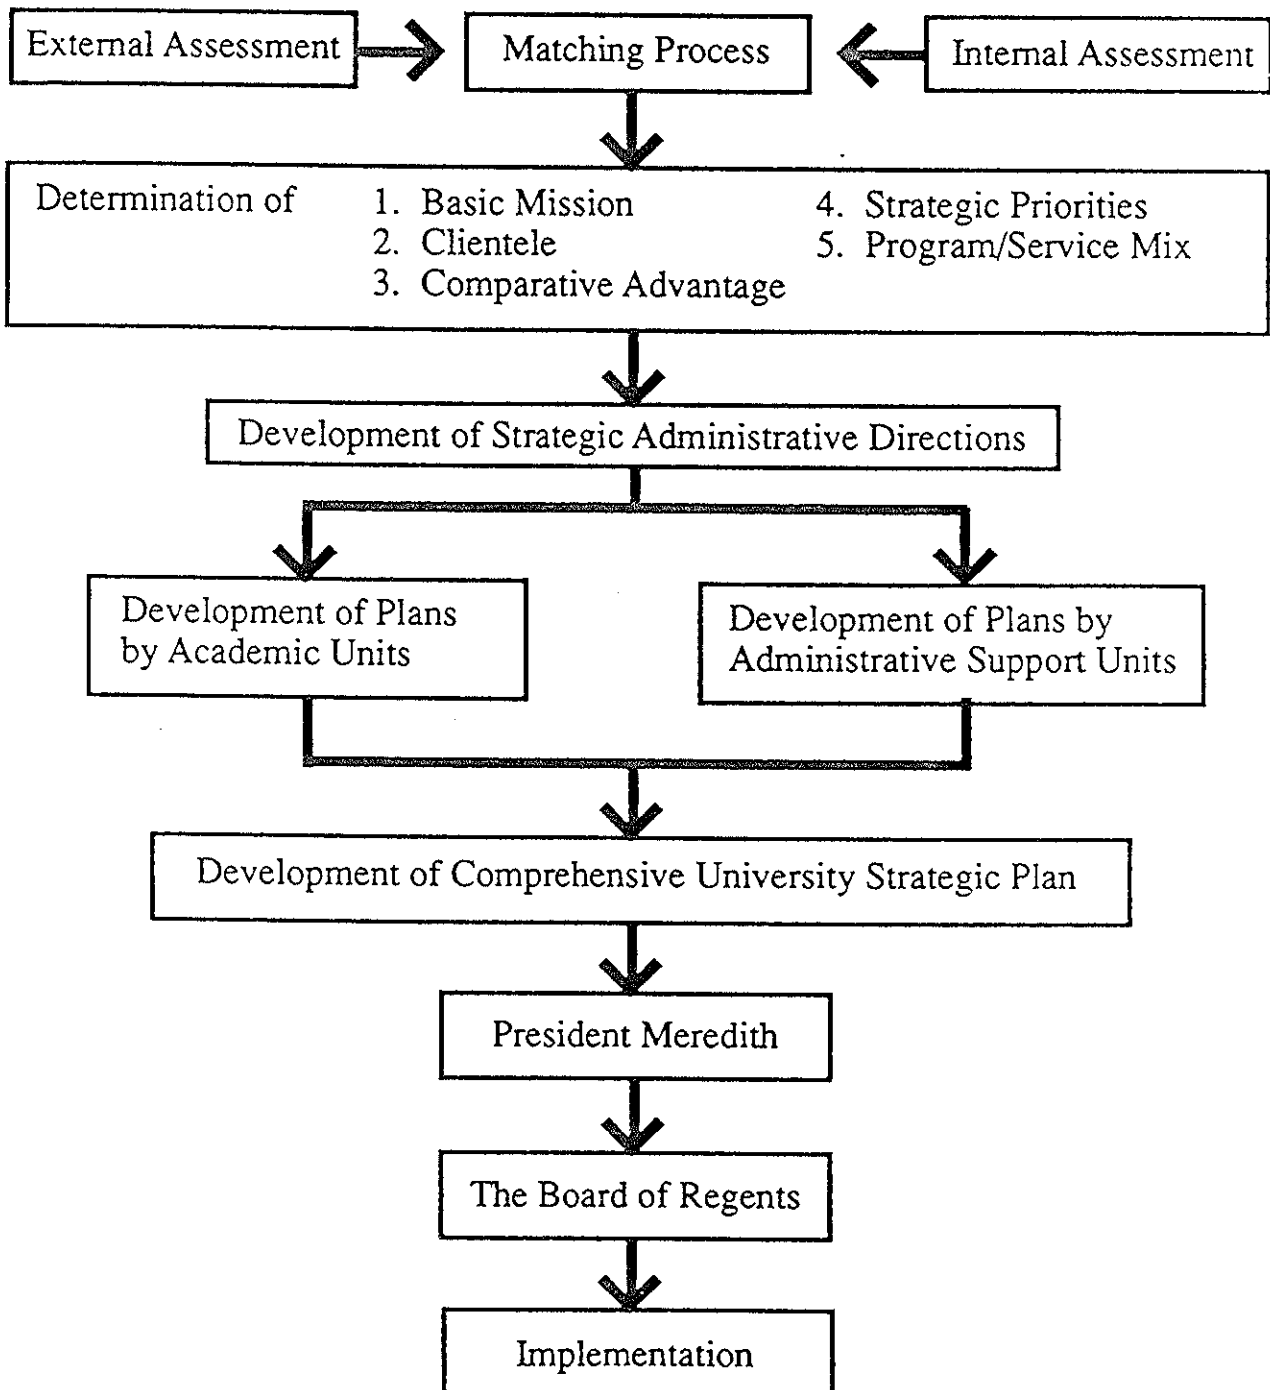 External Assessment
Matching Process
Internal Assessment
Determination of
1. Basic Mission
2. Clientele
3. Comparative Advantage
4. Strategic Priorities
5. Program/Service Mix
Development of Strategic Administrative Directions
Development of Plans
by Academic Units
Development of Plans by
Administrative Support Units
Development of Comprehensive University Strategic Plan
President Meredith
The Board of Regents
Implementation